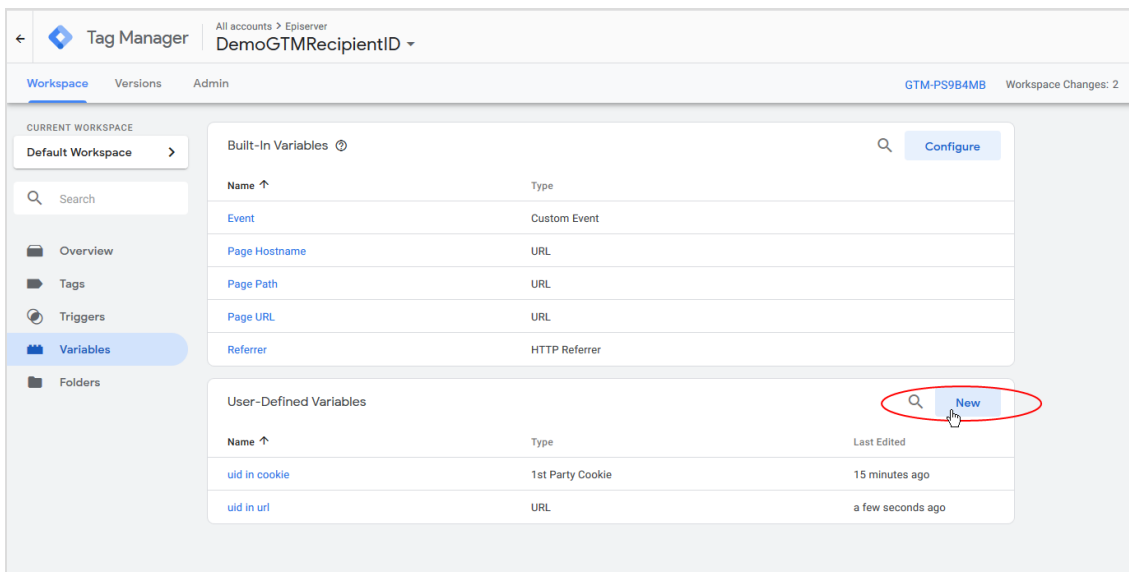 All accounts > Episerver
Tag Manager DemoGTMRecipientID
Workspace Versions Admin GTM-PS9B4MB Workspace Changes: 2
CURRENT WORKSPACE
Default Workspace
Search
Overview
Tags
Triggers
Variables
Folders
Built-In Variables Configure
Name Type
Event Custom Event
Page Hostname URL
Page Path URL
Page URL URL
Referrer HTTP Referrer
User-Defined Variables New
Name Type Last Edited
uid in cookie 1st Party Cookie 15 minutes ago
uid in url URL a few seconds ago